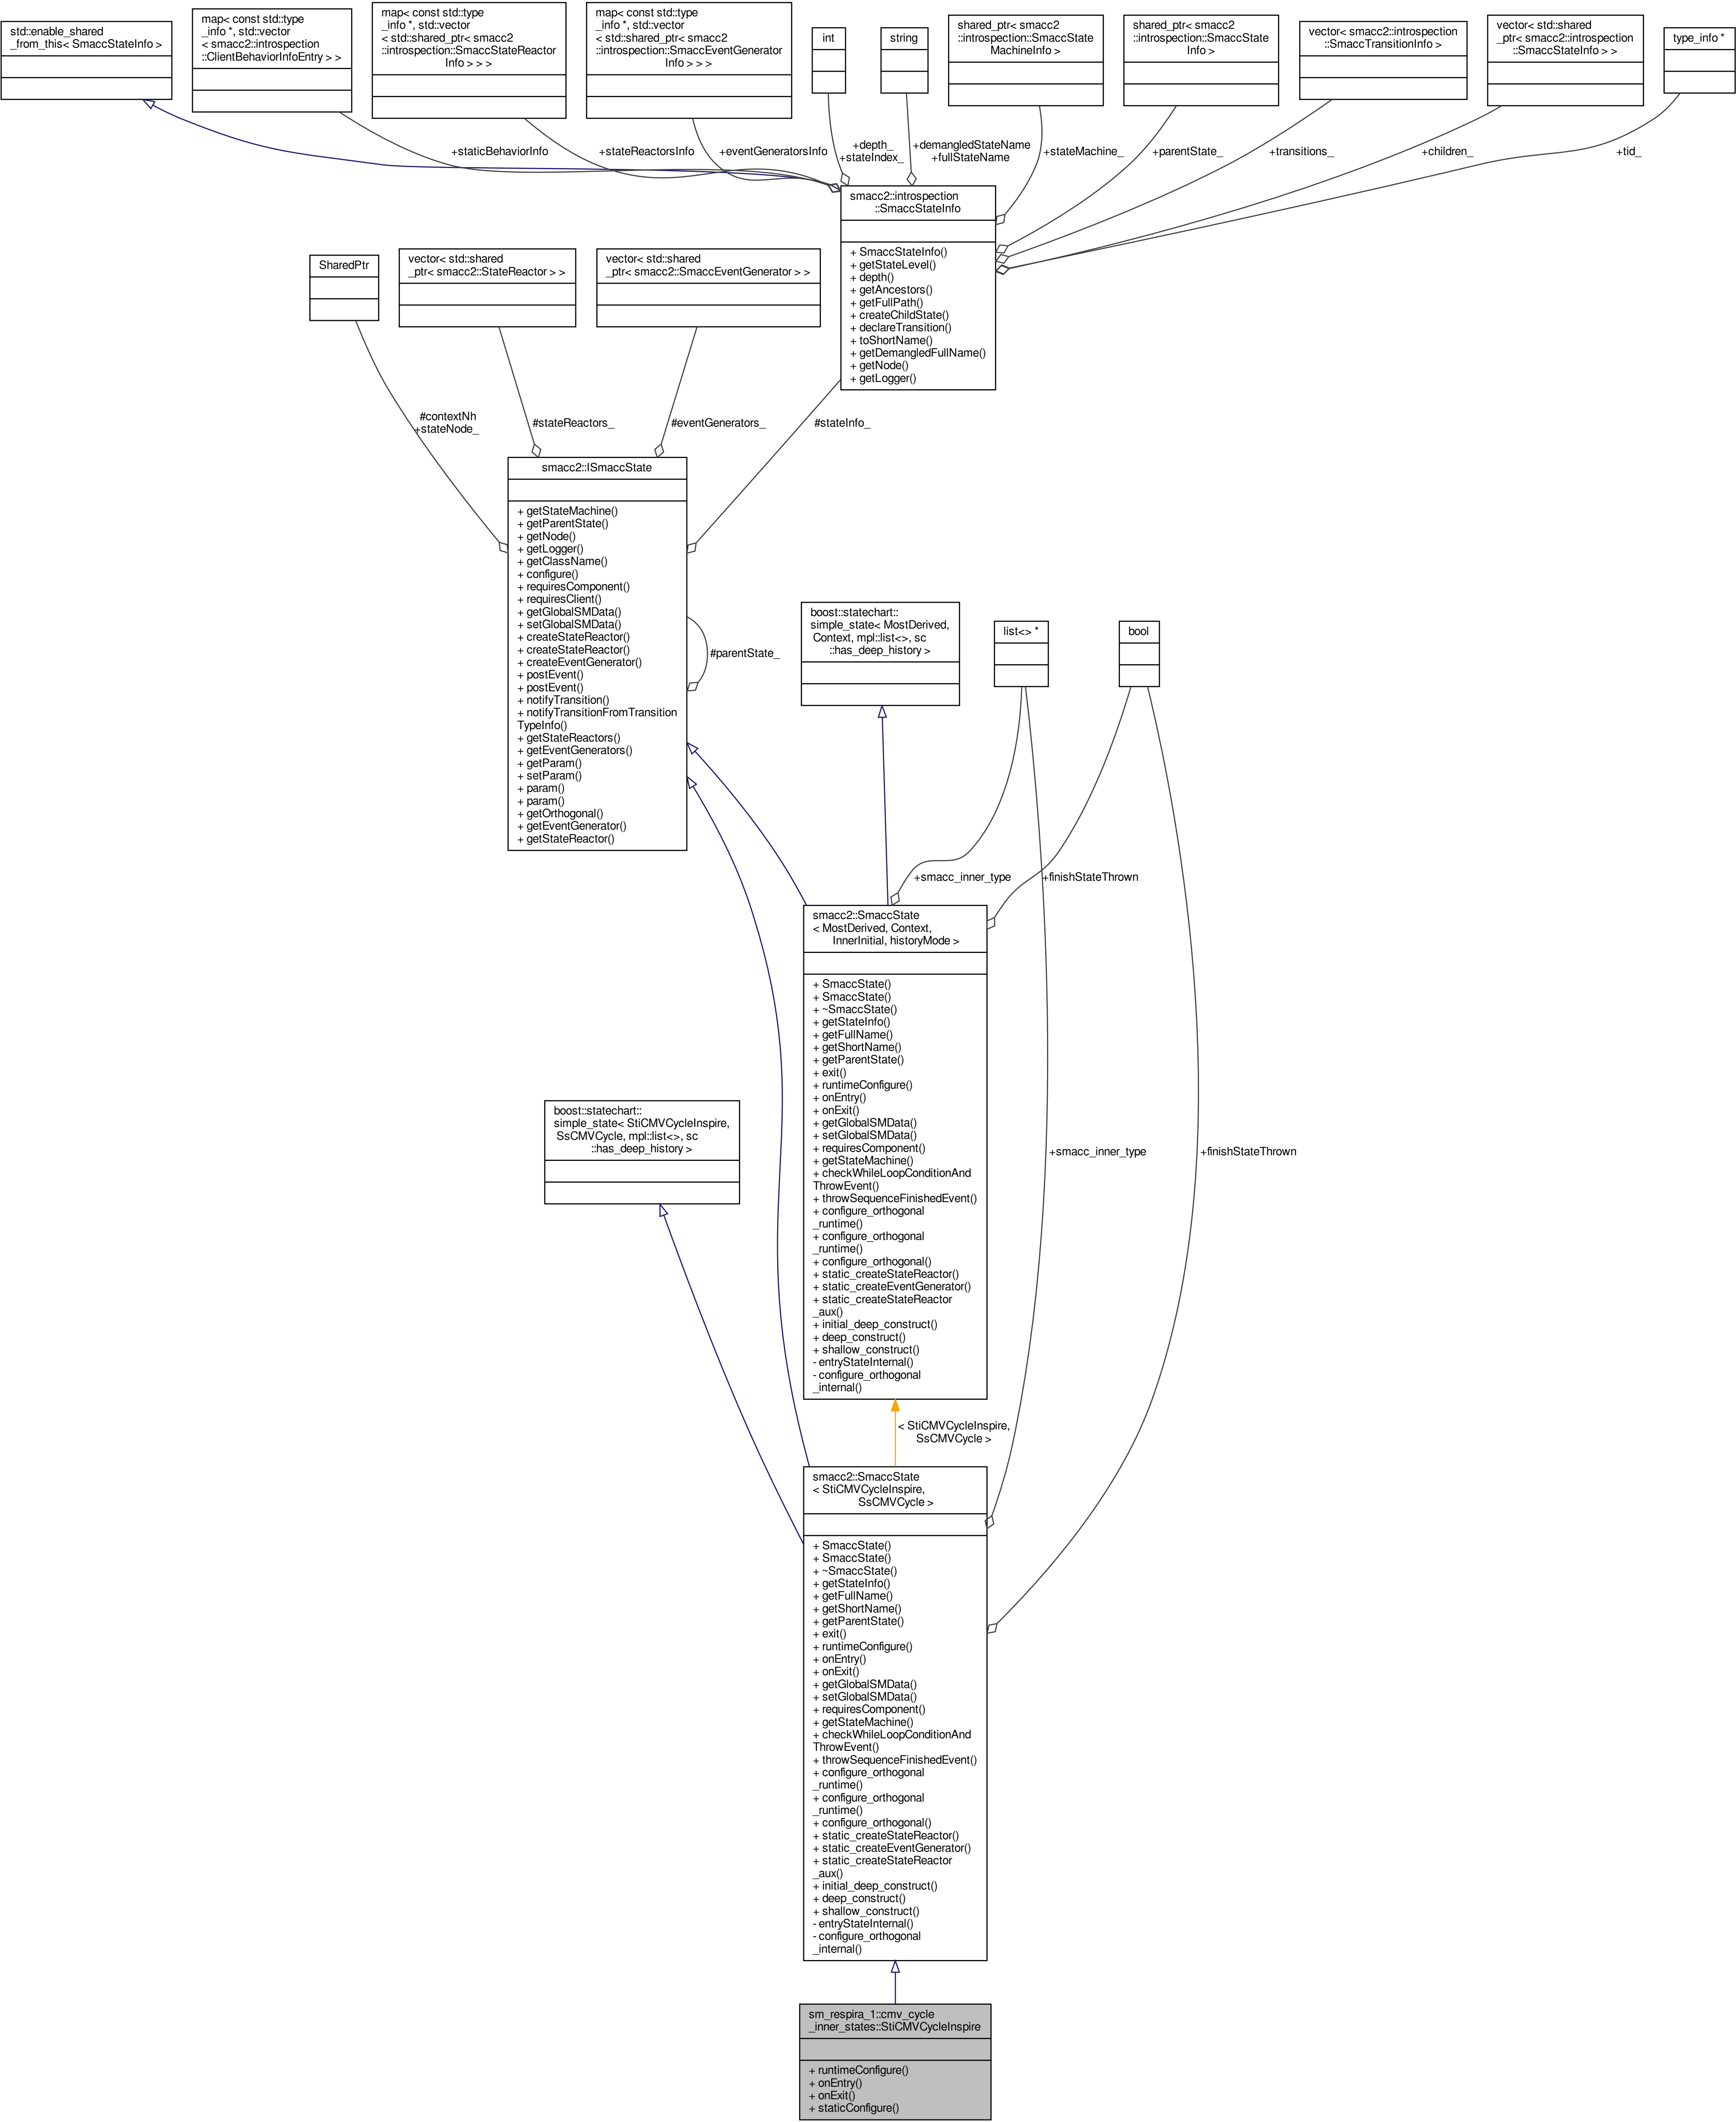 std::enable_shared
_from_this< SmaccStateInfo >
map< const std::type
_info *, std::vector
< smacc2::introspection
::ClientBehaviorInfoEntry > >
map< const std::type
_info *, std::vector
< std::shared_ptr< smacc2
::introspection::SmaccStateReactor
Info > > >
map< const std::type
_info *, std::vector
< std::shared_ptr< smacc2
::introspection::SmaccEventGenerator
Info > > >
int
string
shared_ptr< smacc2
::introspection::SmaccState
MachineInfo >
shared_ptr< smacc2
::introspection::SmaccState
Info >
vector< smacc2::introspection
::SmaccTransitionInfo >
vector< std::shared
_ptr< smacc2::introspection
::SmaccStateInfo > >
type_info *
+staticBehaviorInfo
+stateReactorsInfo
+eventGeneratorsInfo
+depth_
+stateIndex_
+demangledStateName
+fullStateName
+stateMachine_
+parentState_
+transitions_
+children_
+tid_
smacc2::introspection
::SmaccStateInfo
+ SmaccStateInfo()
+ getStateLevel()
+ depth()
+ getAncestors()
+ getFullPath()
+ createChildState()
+ declareTransition()
+ toShortName()
+ getDemangledFullName()
+ getNode()
+ getLogger()
SharedPtr
vector< std::shared
_ptr< smacc2::StateReactor > >
vector< std::shared
_ptr< smacc2::SmaccEventGenerator > >
#contextNh
+stateNode_
#stateReactors_
#eventGenerators_
#stateInfo_
smacc2::ISmaccState
+ getStateMachine()
+ getParentState()
+ getNode()
+ getLogger()
+ getClassName()
+ configure()
+ requiresComponent()
+ requiresClient()
+ getGlobalSMData()
+ setGlobalSMData()
+ createStateReactor()
+ createStateReactor()
+ createEventGenerator()
+ postEvent()
+ postEvent()
+ notifyTransition()
+ notifyTransitionFromTransition
TypeInfo()
+ getStateReactors()
+ getEventGenerators()
+ getParam()
+ setParam()
+ param()
+ param()
+ getOrthogonal()
+ getEventGenerator()
+ getStateReactor()
#parentState_
boost::statechart::
simple_state< MostDerived,
Context, mpl::list<>, sc
::has_deep_history >
list<> *
bool
+smacc_inner_type
+finishStateThrown
smacc2::SmaccState
< MostDerived, Context,
InnerInitial, historyMode >
+ SmaccState()
+ SmaccState()
+ ~SmaccState()
+ getStateInfo()
+ getFullName()
+ getShortName()
+ getParentState()
+ exit()
+ runtimeConfigure()
+ onEntry()
+ onExit()
+ getGlobalSMData()
+ setGlobalSMData()
+ requiresComponent()
+ getStateMachine()
+ checkWhileLoopConditionAnd
ThrowEvent()
+ throwSequenceFinishedEvent()
+ configure_orthogonal
_runtime()
+ configure_orthogonal
_runtime()
+ configure_orthogonal()
+ static_createStateReactor()
+ static_createEventGenerator()
+ static_createStateReactor
_aux()
+ initial_deep_construct()
+ deep_construct()
+ shallow_construct()
- entryStateInternal()
- configure_orthogonal
_internal()
boost::statechart::
simple_state< StiCMVCycleInspire,
SsCMVCycle, mpl::list<>, sc
::has_deep_history >
+smacc_inner_type
+finishStateThrown
< StiCMVCycleInspire,
SsCMVCycle >
smacc2::SmaccState
< StiCMVCycleInspire,
SsCMVCycle >
+ SmaccState()
+ SmaccState()
+ ~SmaccState()
+ getStateInfo()
+ getFullName()
+ getShortName()
+ getParentState()
+ exit()
+ runtimeConfigure()
+ onEntry()
+ onExit()
+ getGlobalSMData()
+ setGlobalSMData()
+ requiresComponent()
+ getStateMachine()
+ checkWhileLoopConditionAnd
ThrowEvent()
+ throwSequenceFinishedEvent()
+ configure_orthogonal
_runtime()
+ configure_orthogonal
_runtime()
+ configure_orthogonal()
+ static_createStateReactor()
+ static_createEventGenerator()
+ static_createStateReactor
_aux()
+ initial_deep_construct()
+ deep_construct()
+ shallow_construct()
- entryStateInternal()
- configure_orthogonal
_internal()
sm_respira_1::cmv_cycle
_inner_states::StiCMVCycleInspire
+ runtimeConfigure()
+ onEntry()
+ onExit()
+ staticConfigure()